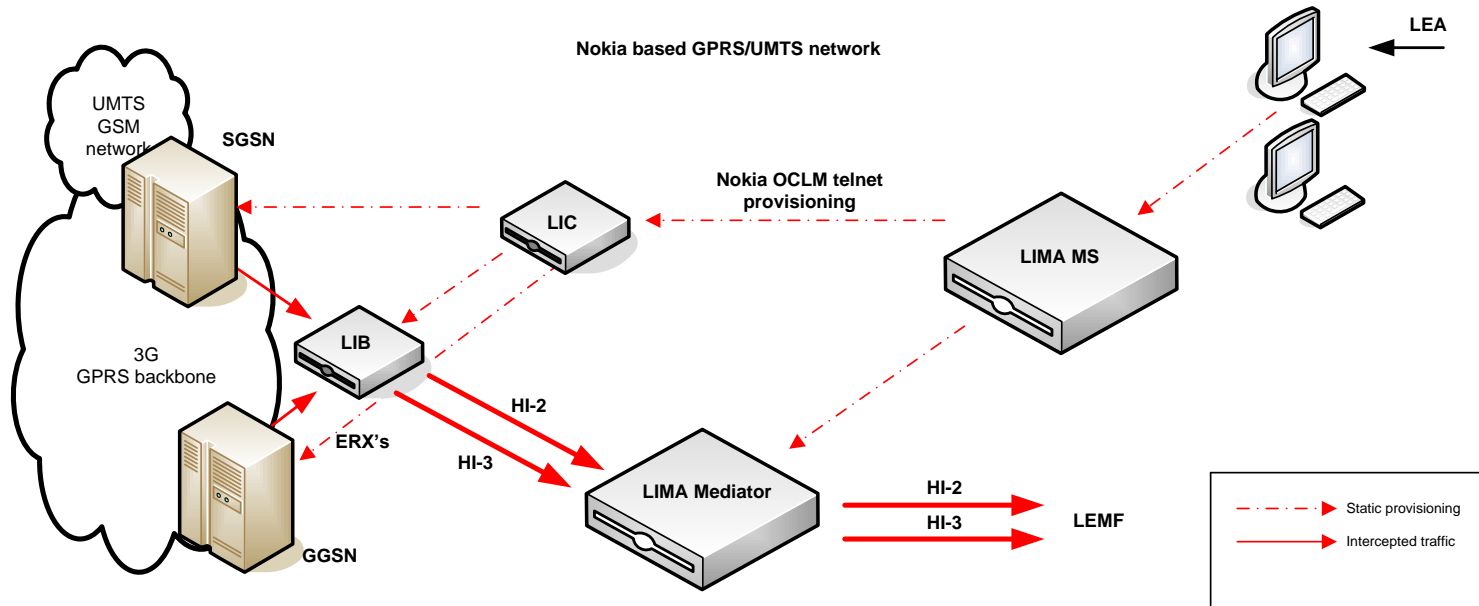 Nokia based GPRS/UMTS network
LEA
UMTS
GSM
network
SGSN
Nokia OCLM telnet
provisioning
LIC
LIMA MS
LIB
3G
GPRS backbone
HI-2
ERX's
HI-3
LIMA Mediator
HI-2
HI-3
LEMF
GGSN
Static provisioning
Intercepted traffic